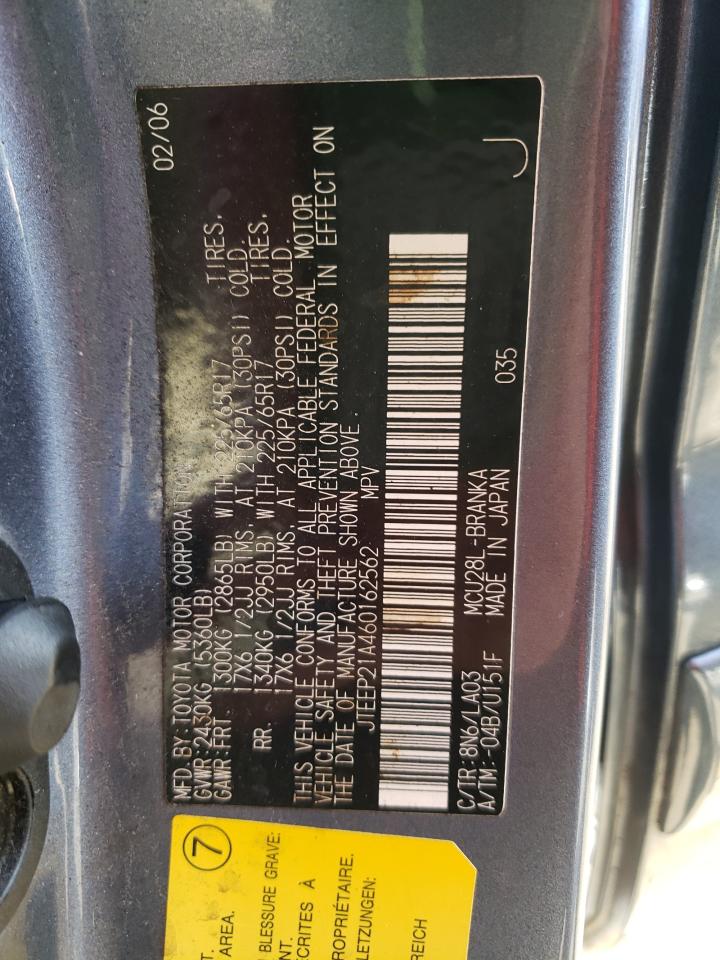 MFD BY:TOYOTA MOTOR CORPORATION 02/06
GVWR:2430KG (5360LB)
GAWR:FRT. 1300KG (2865LB) WITH 225/65R17 TIRES,
17X6 1/2JJ RIMS, AT 210KPA (30PSI) COLD.
RR. 1340KG (2950LB) WITH 225/65R17 TIRES,
17X6 1/2JJ RIMS, AT 210KPA (30PSI) COLD.
THIS VEHICLE CONFORMS TO ALL APPLICABLE FEDERAL MOTOR
VEHICLE SAFETY AND THEFT PREVENTION STANDARDS IN EFFECT ON
THE DATE OF MANUFACTURE SHOWN ABOVE.
JTEEP21A460162562 MPV
C/TR:8N6/LA03 MCU28L-BRANKA 035
A/TM:-04B/U151F MADE IN JAPAN J
7
T.
AREA.
BLESSURE GRAVE:
NT.
ÉCRITES À
ROPRIÉTAIRE.
LETZUNGEN:
REICH